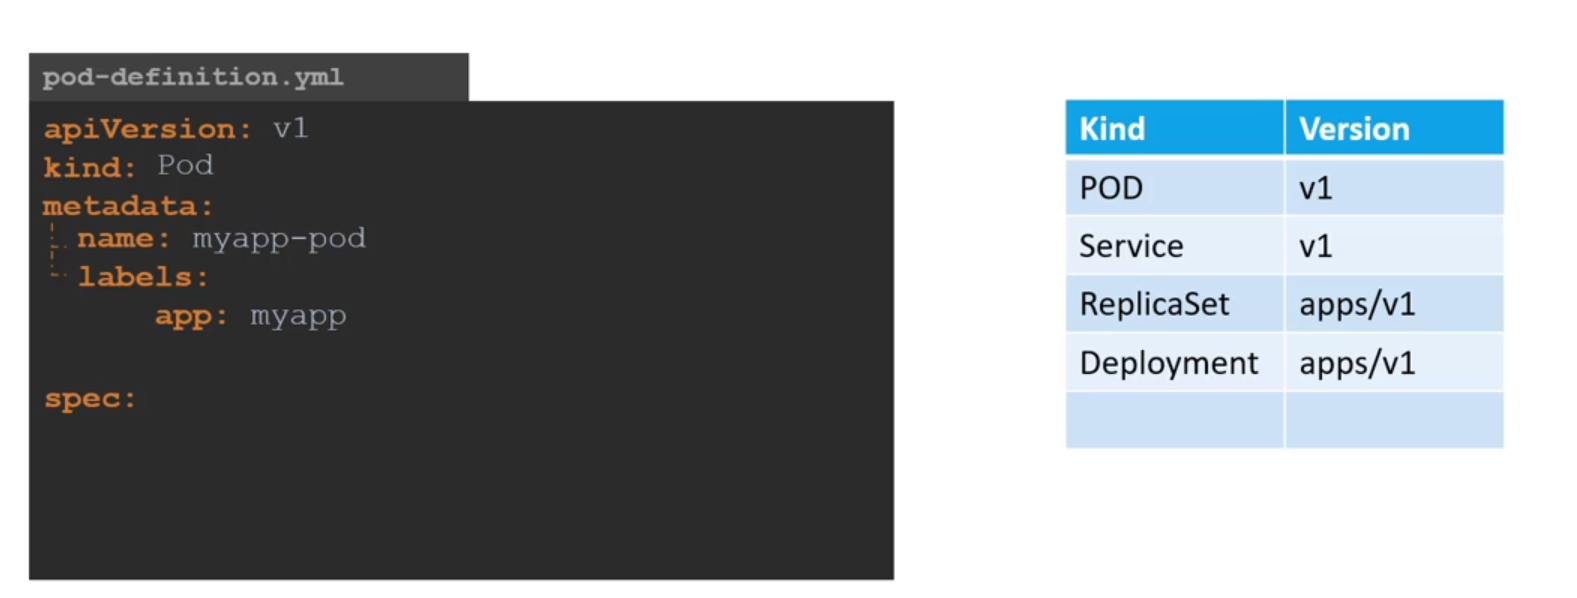 pod-definition.yml
apiVersion: v1
kind: Pod
metadata:
name: myapp-pod
labels:
app: myapp
spec:
Kind Version
POD v1
Service v1
ReplicaSet apps/v1
Deployment apps/v1